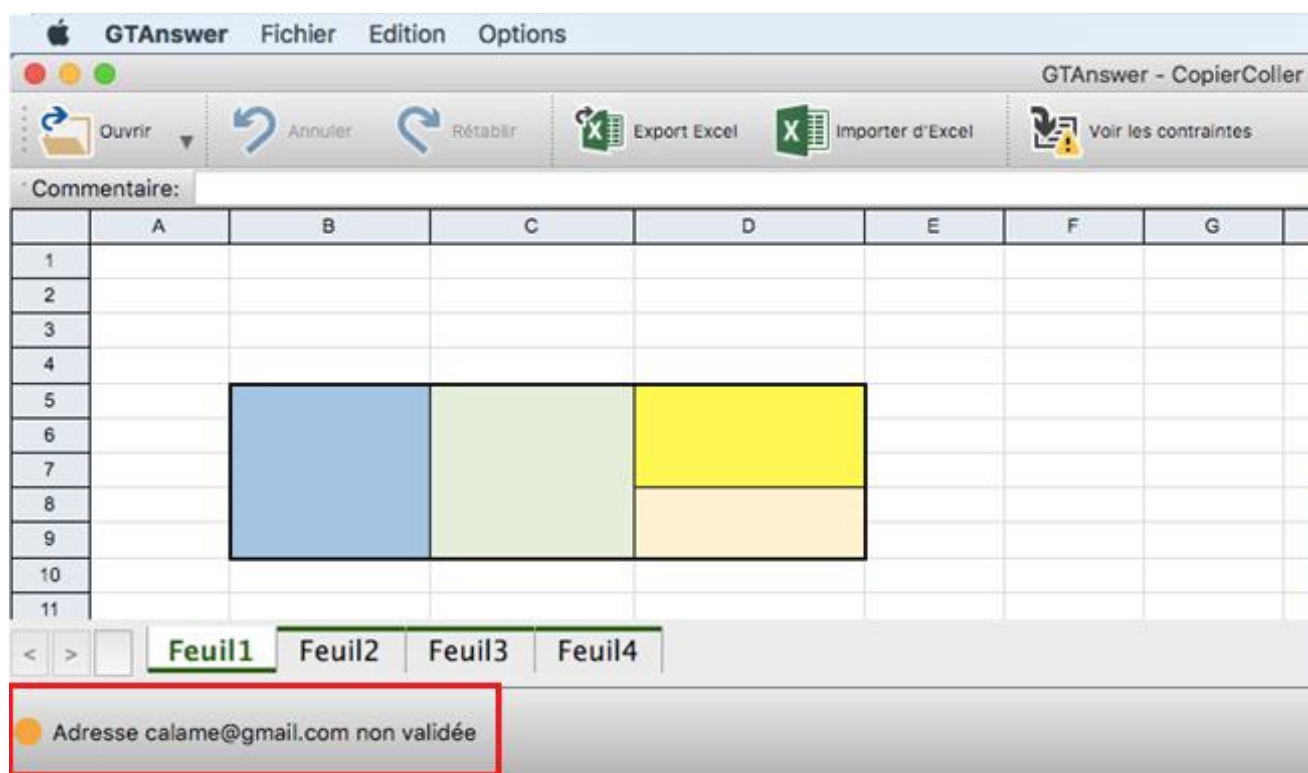 GTAnswer Fichier Edition Options
GTAnswer - CopierColler
Ouvrir Annuler Rétablir Export Excel Importer d'Excel Voir les contraintes
Commentaire:
A B C D E F G
1
2
3
4
5
6
7
8
9
10
11
< > Feuil1 Feuil2 Feuil3 Feuil4
Adresse calame@gmail.com non validée